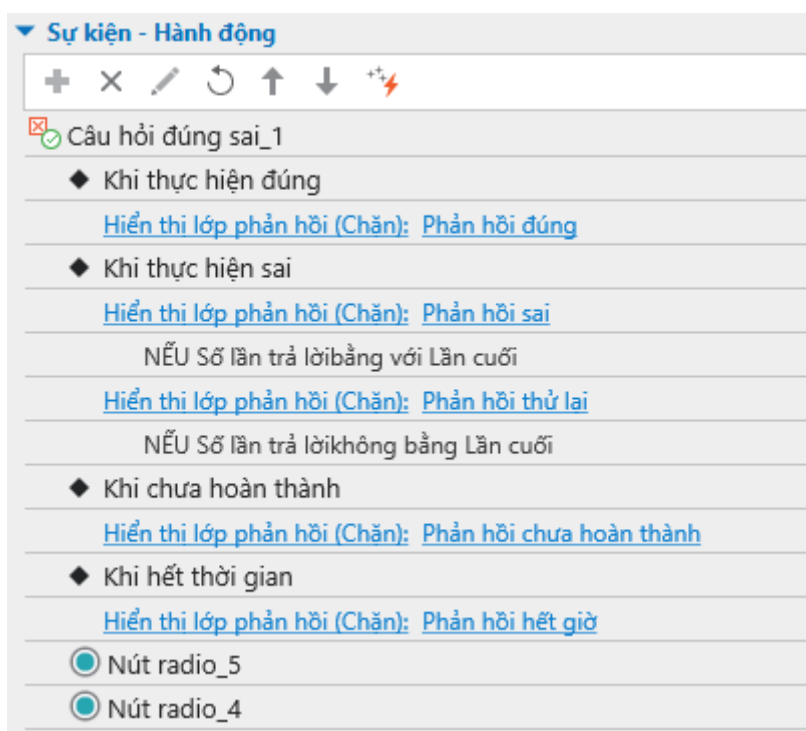 Sự kiện - Hành động
Câu hỏi đúng sai_1
Khi thực hiện đúng
Hiển thị lớp phản hồi (Chặn): Phản hồi đúng
Khi thực hiện sai
Hiển thị lớp phản hồi (Chặn): Phản hồi sai
NẾU Số lần trả lờibằng với Lần cuối
Hiển thị lớp phản hồi (Chặn): Phản hồi thử lại
NẾU Số lần trả lờikhông bằng Lần cuối
Khi chưa hoàn thành
Hiển thị lớp phản hồi (Chặn): Phản hồi chưa hoàn thành
Khi hết thời gian
Hiển thị lớp phản hồi (Chặn): Phản hồi hết giờ
Nút radio_5
Nút radio_4